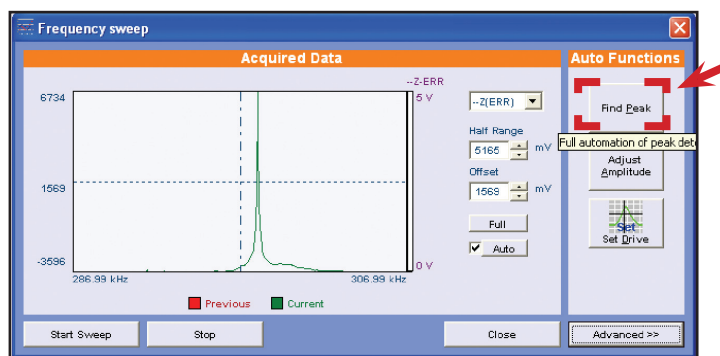 Frequency sweep
Acquired Data
Auto Functions
--Z-ERR
6734
5 V
1569
-3596
0 V
286.99 kHz
306.99 kHz
Previous
Current
--Z(ERR)
Half Range
5165 mV
Offset
1569 mV
Full
Auto
Find Peak
Full automation of peak dete
Adjust
Amplitude
Set
Set Drive
Start Sweep
Stop
Close
Advanced >>